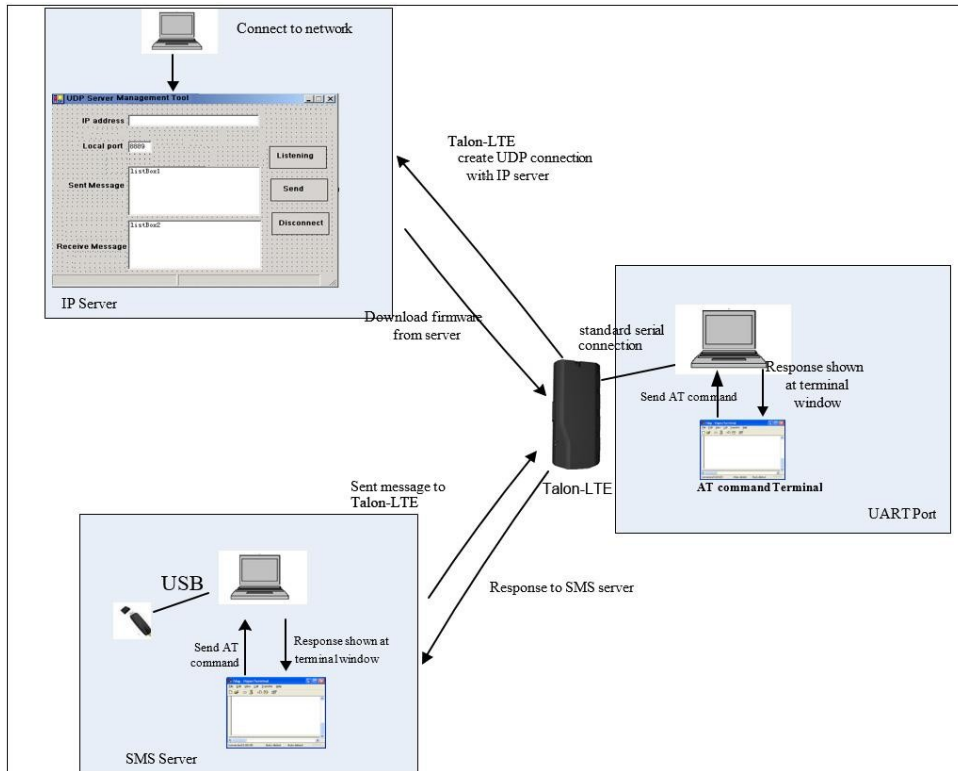 Connect to network
UDP Server Management Tool
IP address
Local port
8089
Listening
Sent Message
listBox1
Send
Disconnect
listBox2
Receive Message
IP Server
Talon-LTE
create UDP connection
with IP server
Download firmware
from server
standard serial
connection
Response shown
at terminal
window
Send AT command
AT command Terminal
UART Port
Talon-LTE
Sent message to
Talon-LTE
Response to SMS server
USB
Send AT
command
Response shown at
terminal window
SMS Server